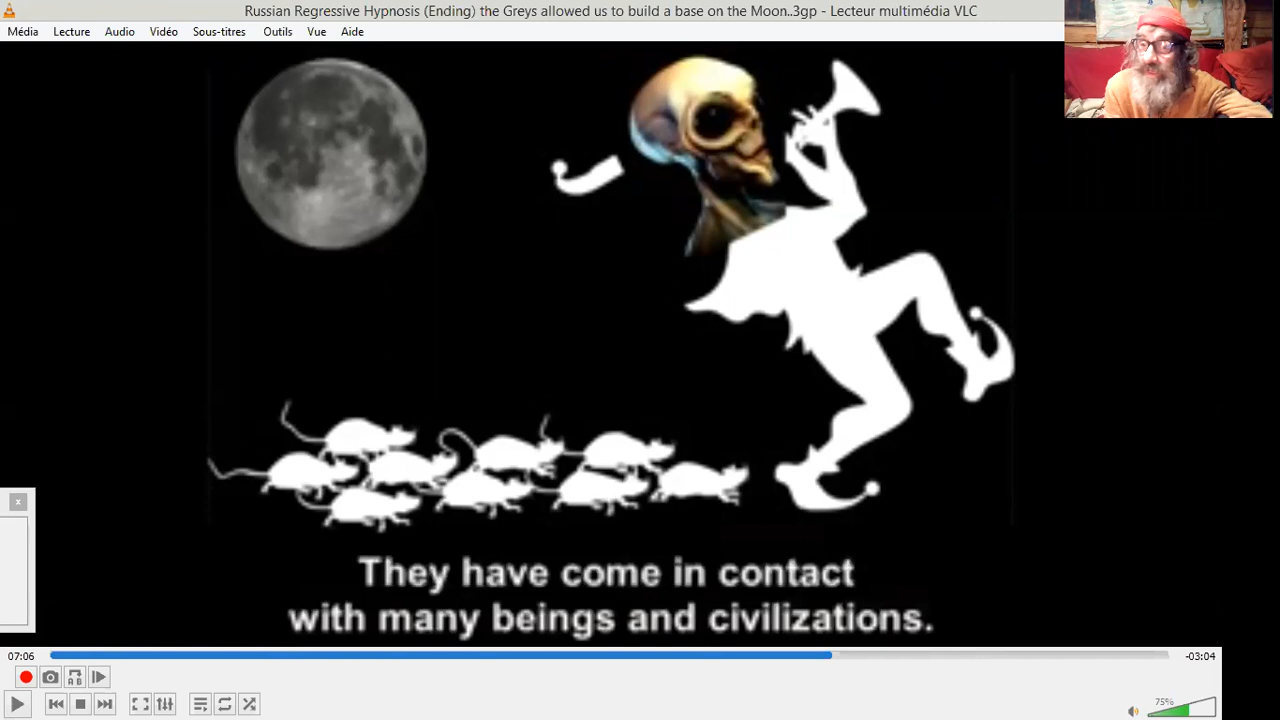 Russian Regressive Hypnosis (Ending) the Greys allowed us to build a base on the Moon..3gp - Lecteur multimédia VLC
Média Lecture Audio Vidéo Sous-titres Outils Vue Aide
They have come in contact
with many beings and civilizations.
07:06 -03:04
A B
75%